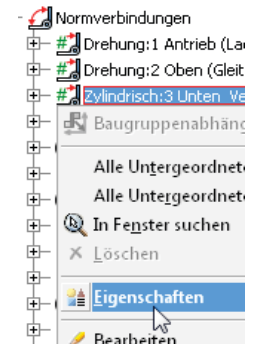 Normverbindungen
Drehung:1 Antrieb (La
Drehung:2 Oben (Gleit
Zylindrisch:3 Unten Ve
Baugruppenabhäng
Alle Untergeordnete
Alle Untergeordnete
In Fenster suchen
Löschen
Eigenschaften
Bearbeiten